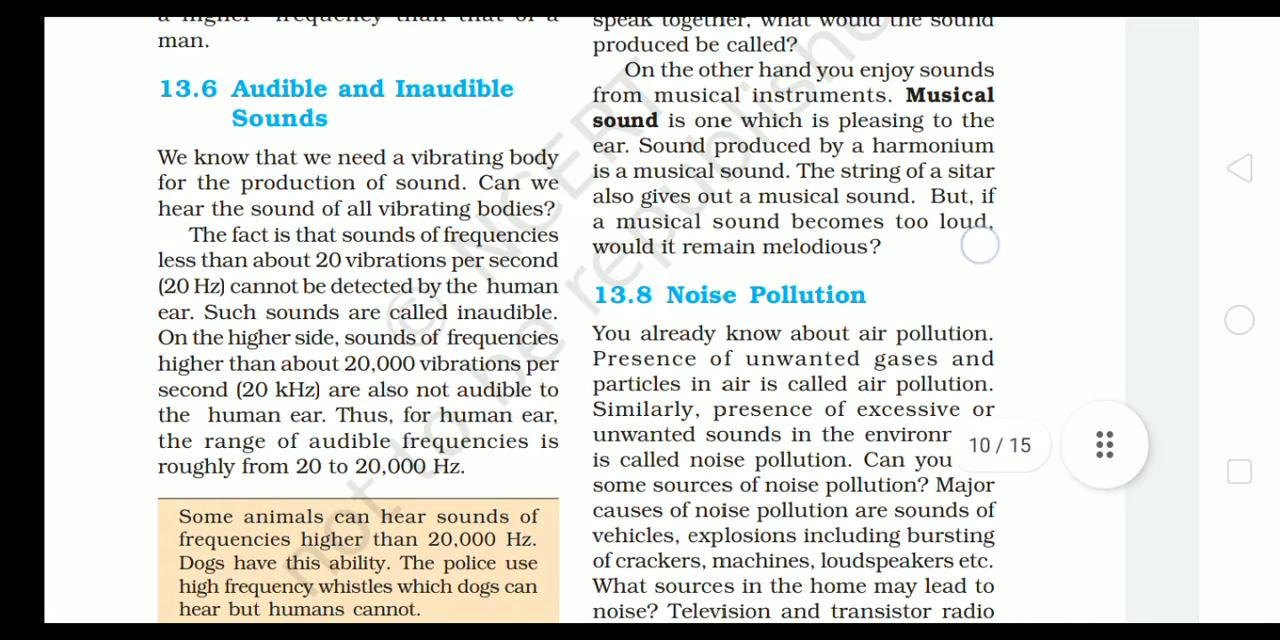 a higher frequency than that of a
man.
13.6 Audible and Inaudible
Sounds
We know that we need a vibrating body
for the production of sound. Can we
hear the sound of all vibrating bodies?
The fact is that sounds of frequencies
less than about 20 vibrations per second
(20 Hz) cannot be detected by the human
ear. Such sounds are called inaudible.
On the higher side, sounds of frequencies
higher than about 20,000 vibrations per
second (20 kHz) are also not audible to
the human ear. Thus, for human ear,
the range of audible frequencies is
roughly from 20 to 20,000 Hz.
Some animals can hear sounds of
frequencies higher than 20,000 Hz.
Dogs have this ability. The police use
high frequency whistles which dogs can
hear but humans cannot.
speak together, what would the sound
produced be called?
On the other hand you enjoy sounds
from musical instruments. Musical
sound is one which is pleasing to the
ear. Sound produced by a harmonium
is a musical sound. The string of a sitar
also gives out a musical sound. But, if
a musical sound becomes too loud,
would it remain melodious?
13.8 Noise Pollution
You already know about air pollution.
Presence of unwanted gases and
particles in air is called air pollution.
Similarly, presence of excessive or
unwanted sounds in the environr
is called noise pollution. Can you
some sources of noise pollution? Major
causes of noise pollution are sounds of
vehicles, explosions including bursting
of crackers, machines, loudspeakers etc.
What sources in the home may lead to
noise? Television and transistor radio
10 / 15
© NCERT
not to be republished